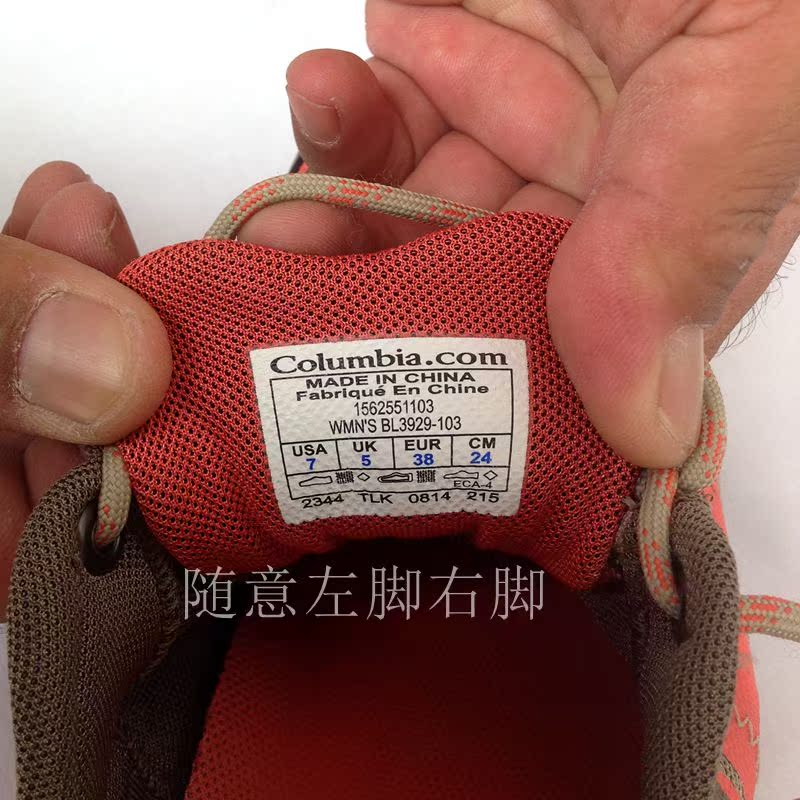 Columbia.com
MADE IN CHINA
Fabriqué En Chine
1562551103
WMN'S BL3929-103
USA UK EUR CM
7 5 38 24
ECA-4
2344 TLK 0814 215
随意左脚右脚